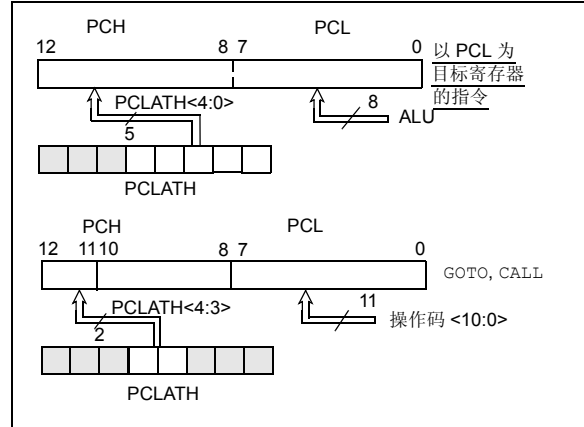 PCH PCL
12 8 7 0
以 PCL 为
目标寄存器
的指令
PCLATH<4:0>
8
ALU
5
PCLATH
PCH PCL
12 11 10 8 7 0
GOTO, CALL
PCLATH<4:3>
11
操作码 <10:0>
2
PCLATH